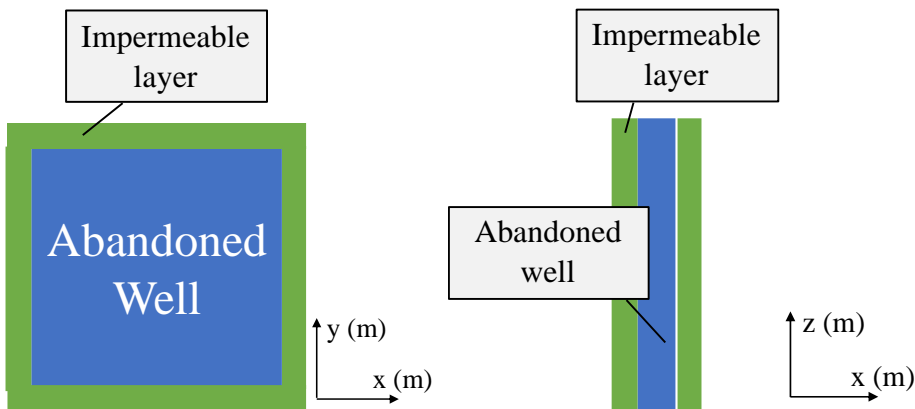 Impermeable
layer
Abandoned
Well
y (m)
x (m)
Impermeable
layer
Abandoned
well
z (m)
x (m)